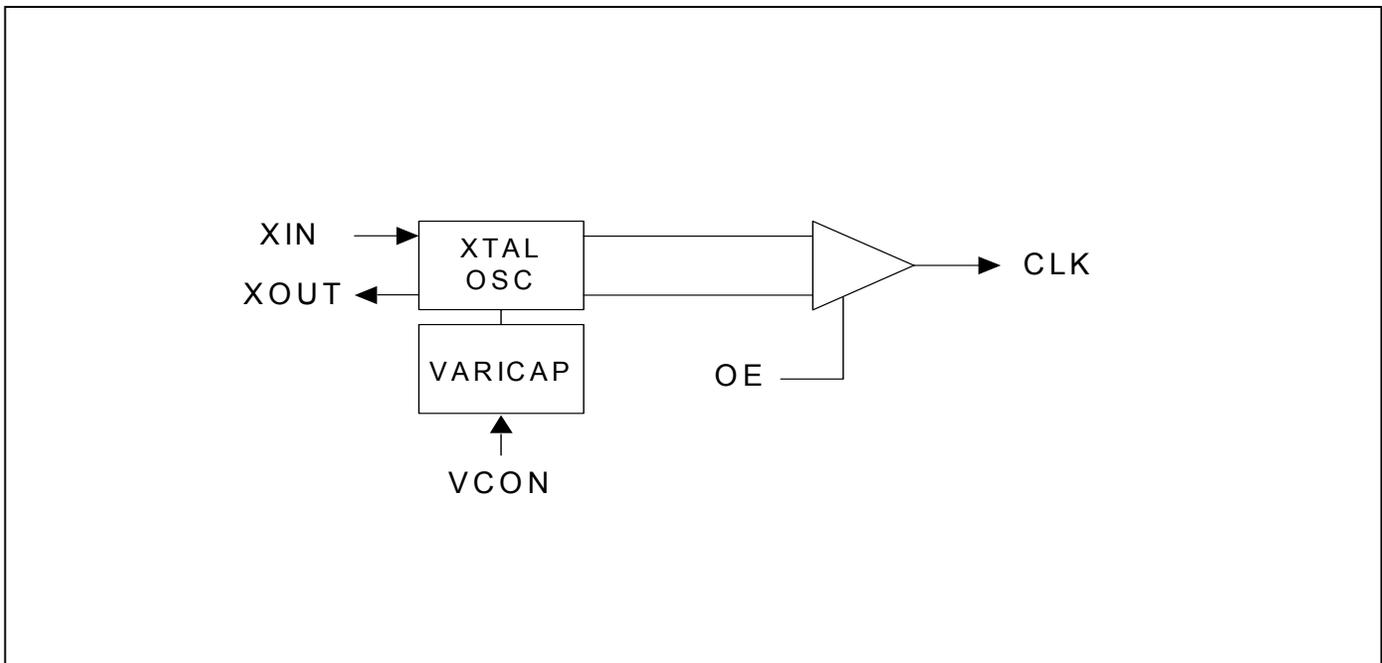 XIN
XTAL
OSC
CLK
XOUT
VARICAP
OE
VCON